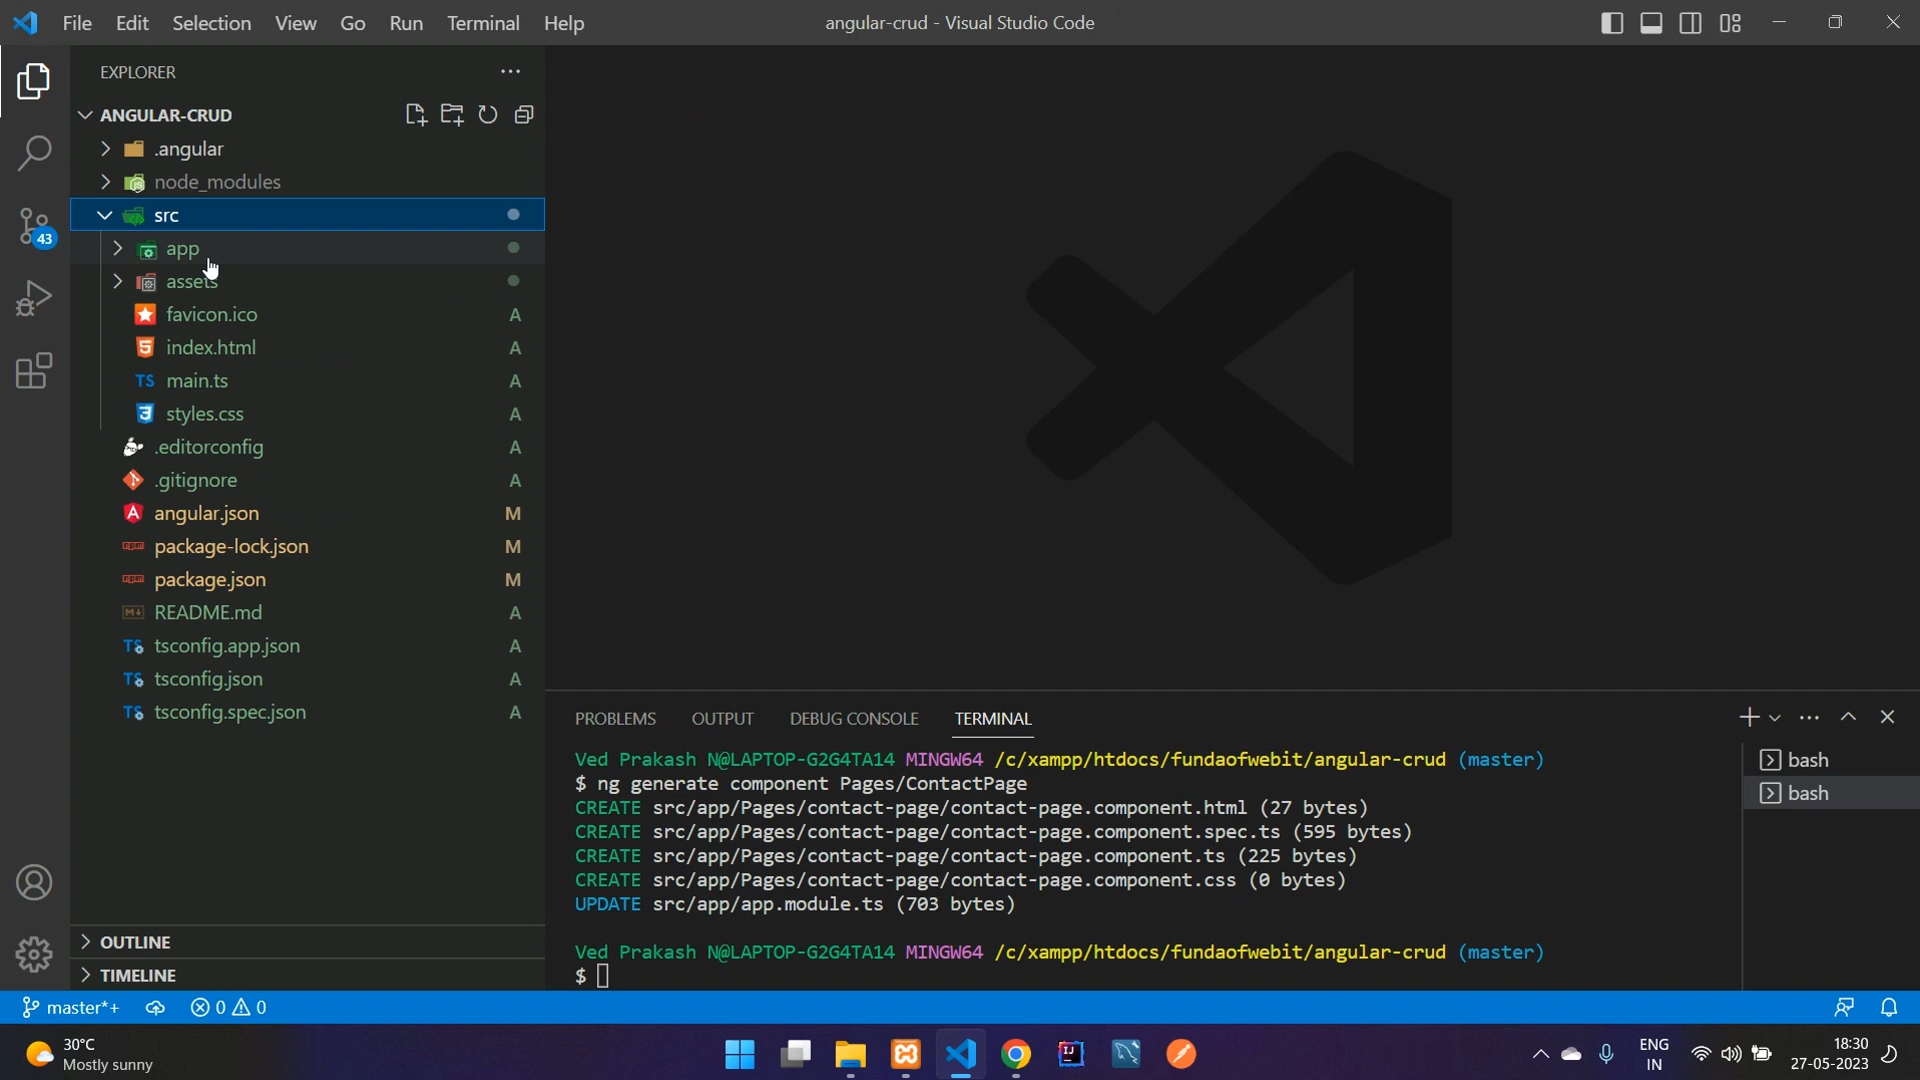 File Edit Selection View Go Run Terminal Help
angular-crud - Visual Studio Code
EXPLORER
ANGULAR-CRUD
.angular
node_modules
src
app
assets
favicon.ico A
index.html A
TS main.ts A
styles.css A
.editorconfig A
.gitignore A
angular.json M
package-lock.json M
package.json M
README.md A
TS tsconfig.app.json A
TS tsconfig.json A
TS tsconfig.spec.json A
OUTLINE
TIMELINE
43
PROBLEMS OUTPUT DEBUG CONSOLE TERMINAL
Ved Prakash N@LAPTOP-G2G4TA14 MINGW64 /c/xampp/htdocs/fundaofwebit/angular-crud (master)
$ ng generate component Pages/ContactPage
CREATE src/app/Pages/contact-page/contact-page.component.html (27 bytes)
CREATE src/app/Pages/contact-page/contact-page.component.spec.ts (595 bytes)
CREATE src/app/Pages/contact-page/contact-page.component.ts (225 bytes)
CREATE src/app/Pages/contact-page/contact-page.component.css (0 bytes)
UPDATE src/app/app.module.ts (703 bytes)
Ved Prakash N@LAPTOP-G2G4TA14 MINGW64 /c/xampp/htdocs/fundaofwebit/angular-crud (master)
$
bash
bash
master*+ 0 0
30°C
Mostly sunny
ENG
IN
18:30
27-05-2023